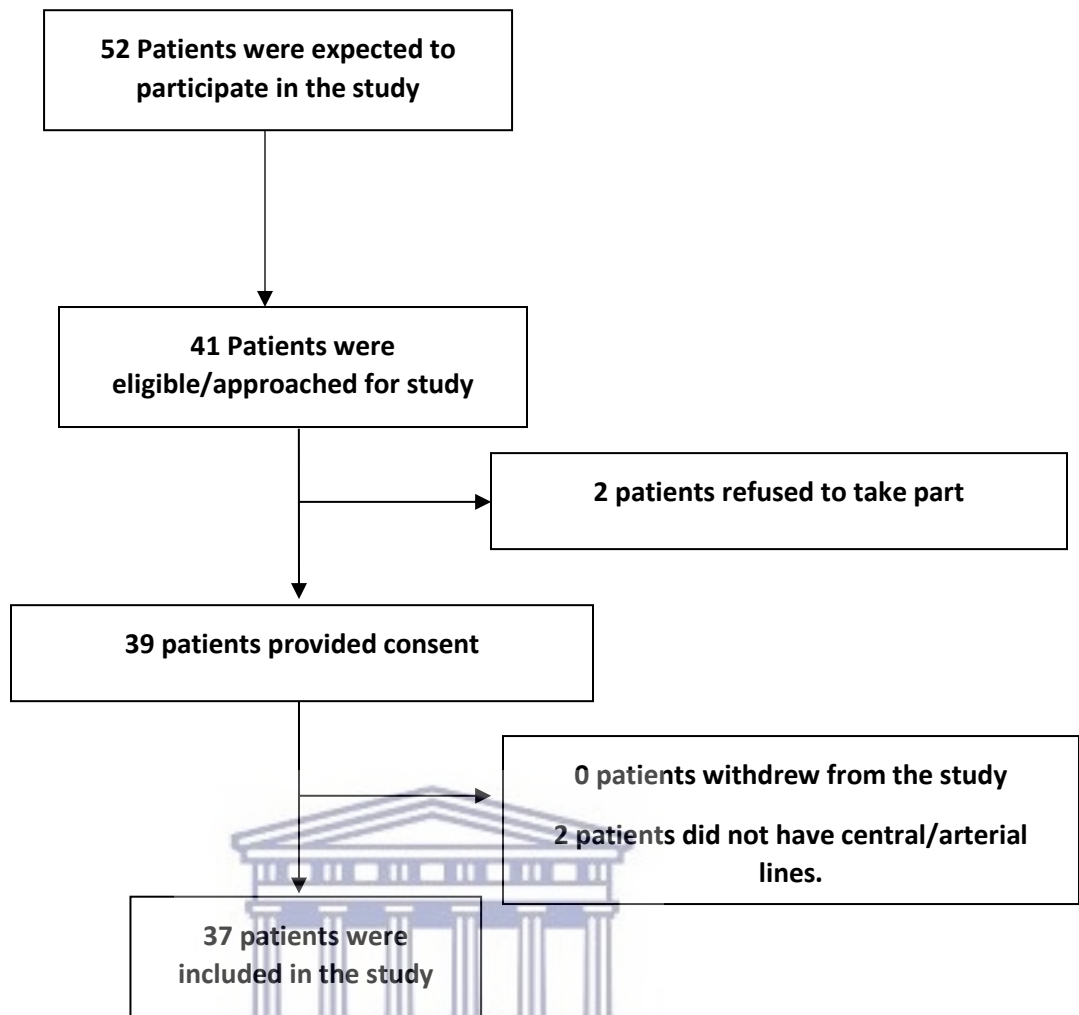 52 Patients were expected to
participate in the study
41 Patients were
eligible/approached for study
2 patients refused to take part
39 patients provided consent
0 patients withdrew from the study
2 patients did not have central/arterial
lines.
37 patients were
included in the study